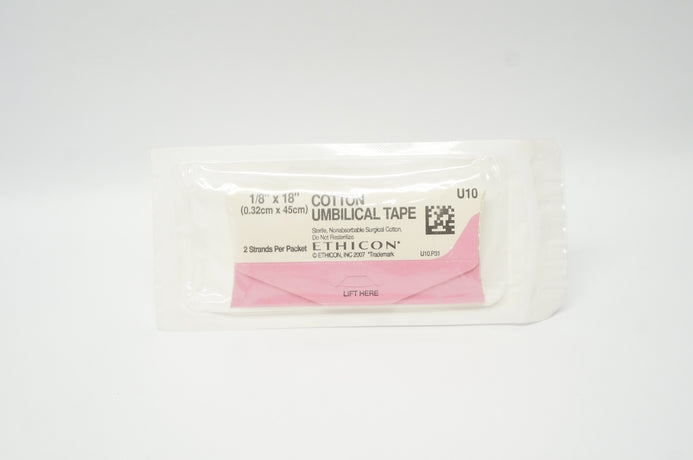 1/8" x 18"
(0.32cm x 45cm)
2 Strands Per Packet
COTTON
UMBILICAL TAPE
Sterile, Nonabsorbable Surgical Cotton,
Do Not Resterilize
ETHICON*
© ETHICON, INC 2007 *Trademark
U10
U10.P31
LIFT HERE